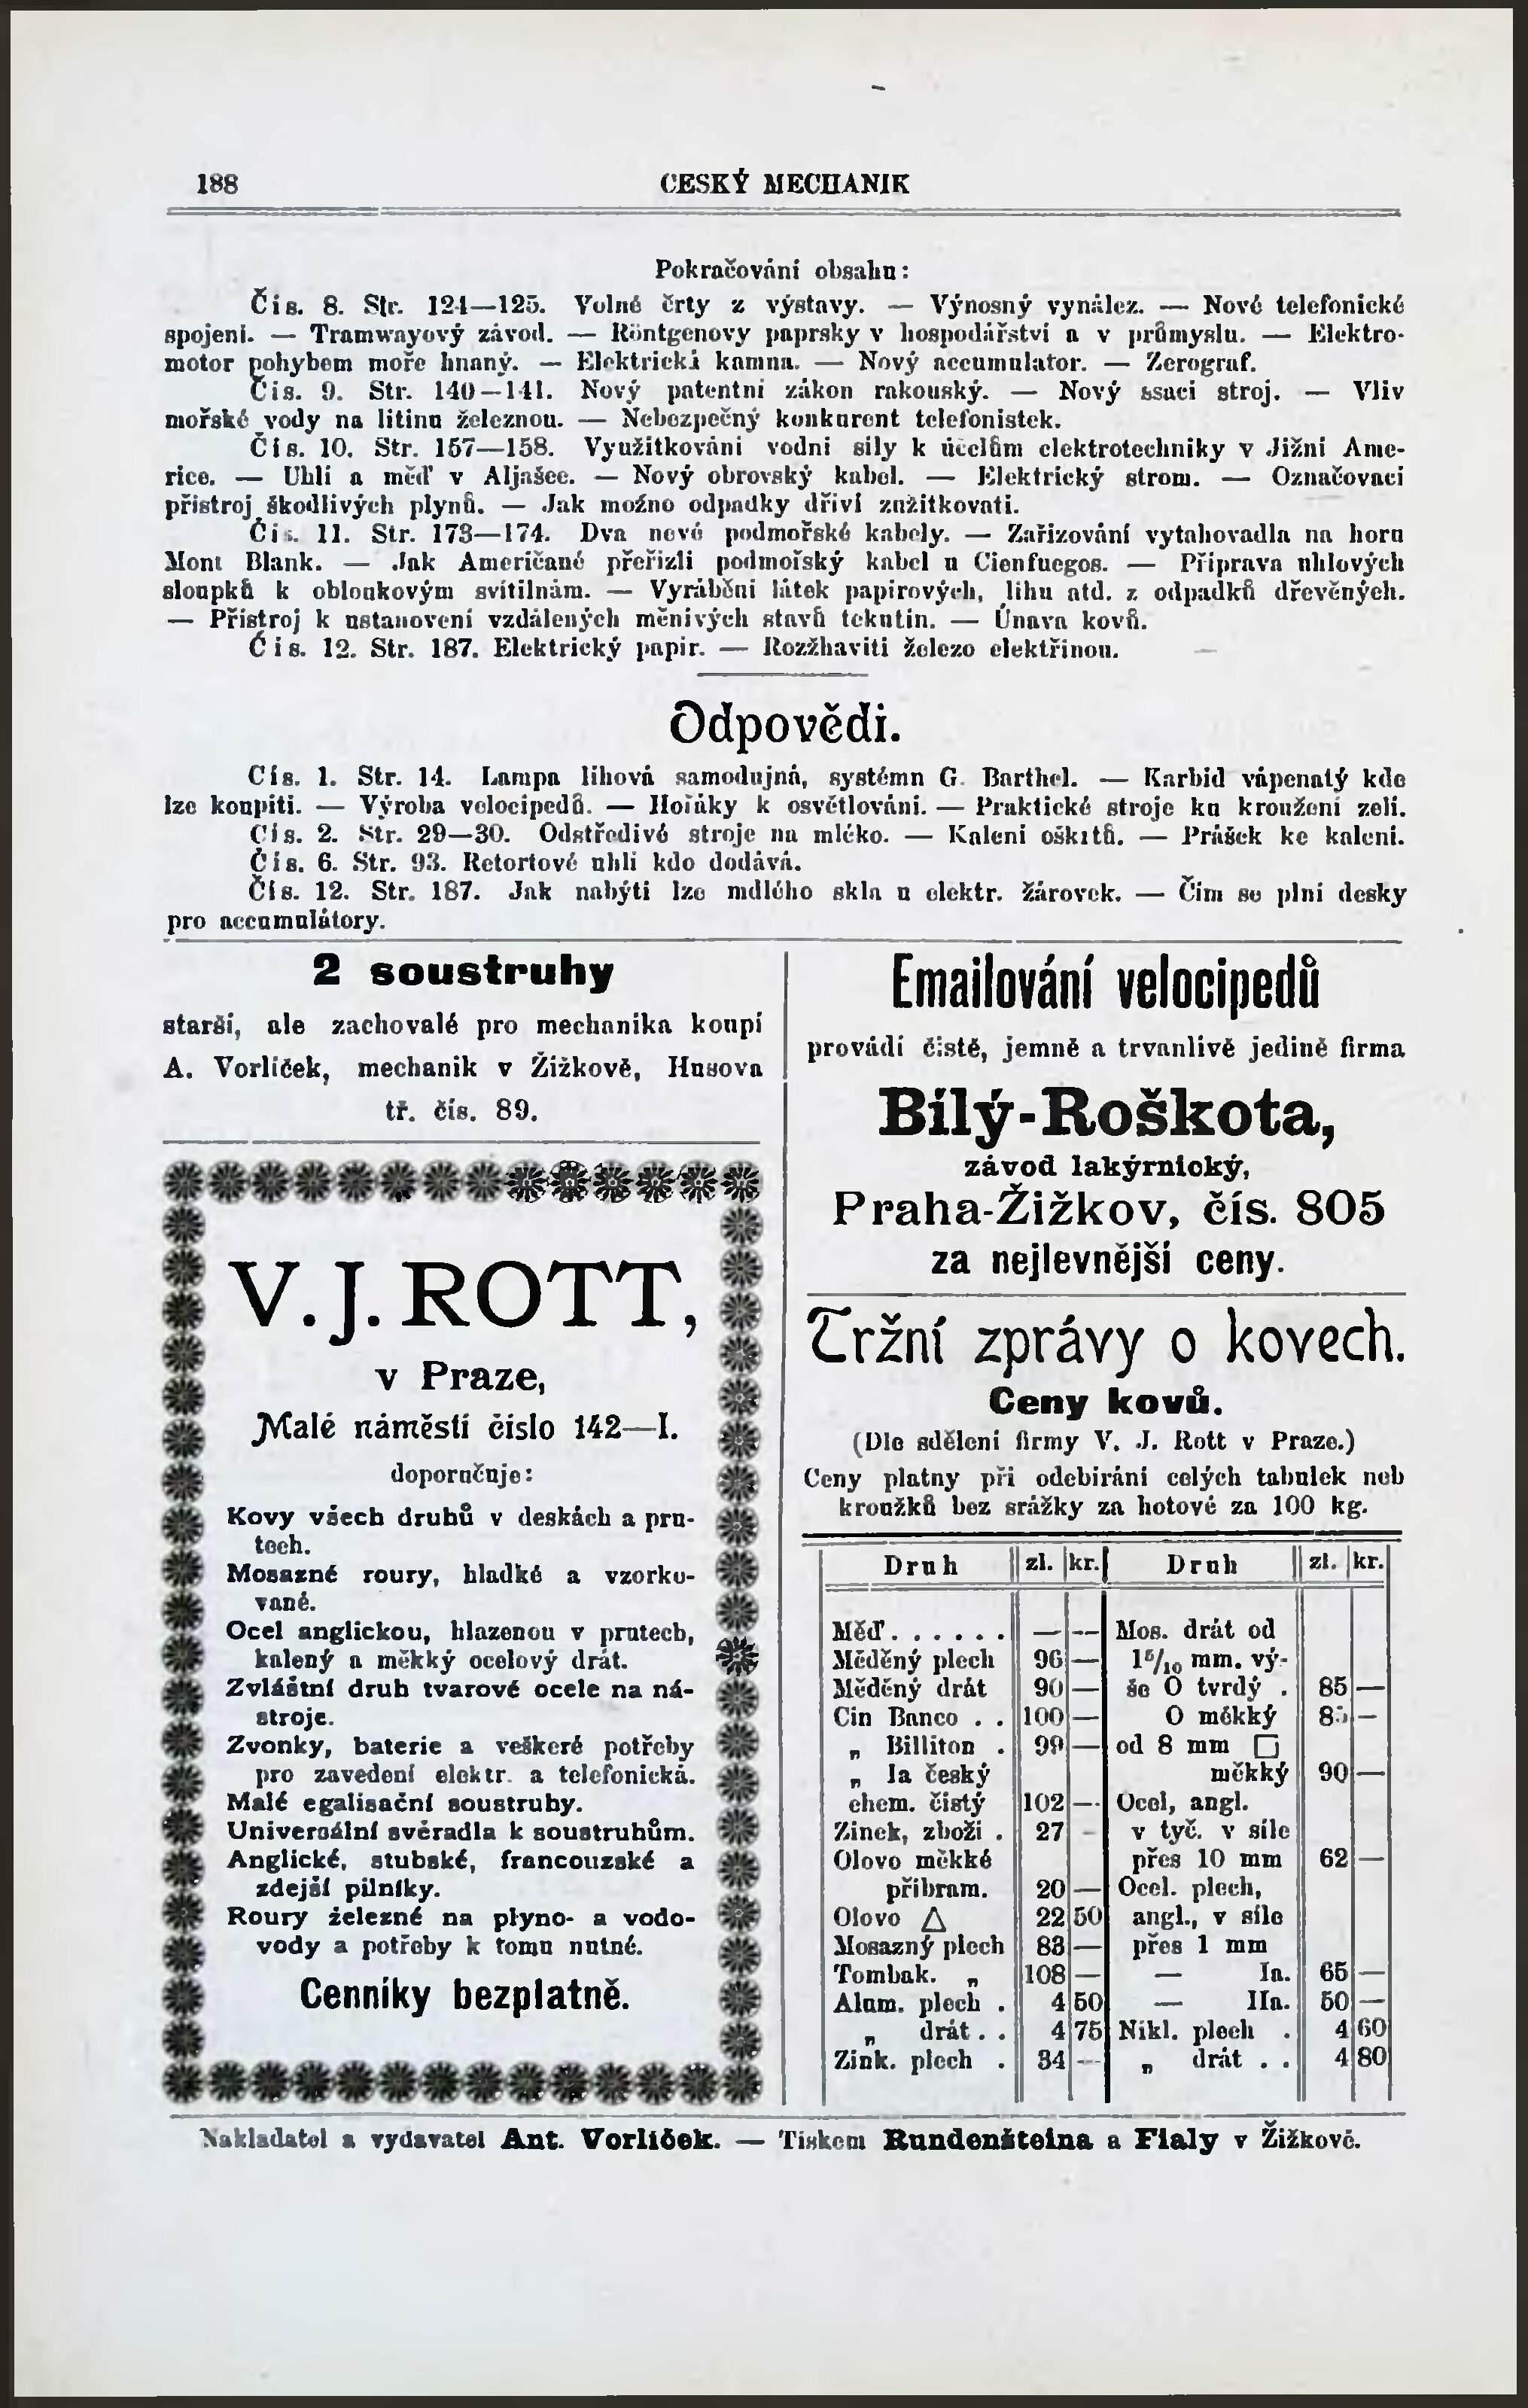 188 ČESKÝ MECHANIK
Pokračování obsahu:
Čís. 8. Str. 124—125. Volné črty z výstavy. — Výnosný vynález. — Nové telefonické
spojení. — Tramwayový závod. — Röntgenovy paprsky v hospodářství a v průmyslu. — Elektro-
motor pohybem moře hnaný. — Elektrická kamna. — Nový accumulator. — Zerograf.
Čís. 9. Str. 140—141. Nový patentní zákon rakouský. — Nový ssací stroj. — Vliv
mořské vody na litinu železnou. — Nebezpečný konkurent telefonistek.
Čís. 10. Str. 157—158. Využitkování vodní síly k účelům elektrotechniky v Jižní Ame-
rice. — Uhlí a měď v Aljašce. — Nový obrovský kabel. — Elektrický strom. — Označovací
přístroj škodlivých plynů. — Jak možno odpadky dříví zužitkovati.
Čís. 11. Str. 173—174. Dva nové podmořské kabely. — Zařizování vytahovadla na horu
Mont Blank. — Jak Američané přeřízli podmořský kabel u Cienfuegos. — Příprava uhlových
sloupků k obloukovým svítilnám. — Vyrábění látek papírových, lihu atd. z odpadků dřevěných.
— Přístroj k ustanovení vzdálených měnivých stavů tekutin. — Únava kovů.
Čís. 12. Str. 187. Elektrický papír. — Rozžhaviti železo elektřinou.
Odpovědi.
Čís. 1. Str. 14. Lampa lihová samodujná, systému G. Barthel. — Karbid vápenatý kde
lze koupiti. — Výroba velocipedů. — Hořáky k osvětlování. — Praktické stroje ku kroužení zelí.
Čís. 2. Str. 29—30. Odstředivé stroje na mléko. — Kalení oškrtů. — Prášek ke kalení.
Čís. 6. Str. 93. Retortové uhlí kdo dodává.
Čís. 12. Str. 187. Jak nabýti lze mdlého skla u elektr. žárovek. — Čím se plní desky
pro accumulátory.
2 soustruhy
starší, ale zachovalé pro mechanika koupí
A. Vorlíček, mechanik v Žižkově, Husova
tř. čís. 89.
V. J. ROTT,
v Praze,
Malé náměstí číslo 142—I.
doporučuje:
Kovy všech druhů v deskách a pru-
tech.
Mosazné roury, hladké a vzorko-
vané.
Ocel anglickou, hlazenou v prutech,
kalený a měkký ocelový drát.
Zvláštní druh tvarové ocele na ná-
stroje.
Zvonky, baterie a veškeré potřeby
pro zavedení elektr. a telefonická.
Malé egalisační soustruhy.
Universální svěradla k soustruhům.
Anglické, stubské, francouzské a
zdejší pilníky.
Roury železné na plyno- a vodo-
vody a potřeby k tomu nutné.
Cenníky bezplatně.
Emailování velocipedů
provádí čistě, jemně a trvanlivě jedině firma
Bílý-Roškota,
závod lakýrnický,
Praha-Žižkov, čís. 805
za nejlevnější ceny.
Tržní zprávy o kovech.
Ceny kovů.
(Dle sdělení firmy V. J. Rott v Praze.)
Ceny platny při odebírání celých tabulek neb
kroužků bez srážky za hotové za 100 kg.
Druh zl. kr. Druh zl. kr.
Měď . . . . . . — —
Měděný plech 96 —
Měděný drát 90 —
Cín Banco . . 100 —
„ Billiton . 99 —
„ Ia český
chem. čistý 102 —
Zinek, zboží . 27 -
Olovo měkké
příbram. 20 —
Olovo △ 22 50
Mosazný plech 83 —
Tombak. „ 108 —
Alum. plech . 4 50
„ drát . . 4 75
Zink. plech . 34 —
Mos. drát od
1 5/10 mm. vý-
še O tvrdý . 85 —
O měkký —
od 8 mm □
měkký 90 —
Ocel, angl.
v tyč. v síle
přes 10 mm 62 —
Ocel. plech,
angl., v síle
přes 1 mm
— Ia. 65 —
— IIa. 50 —
Nikl. plech . 4 60
„ drát . . 4 80
Nakladatel a vydavatel Ant. Vorlíček. — Tiskem Rundenšteina a Fialy v Žižkově.